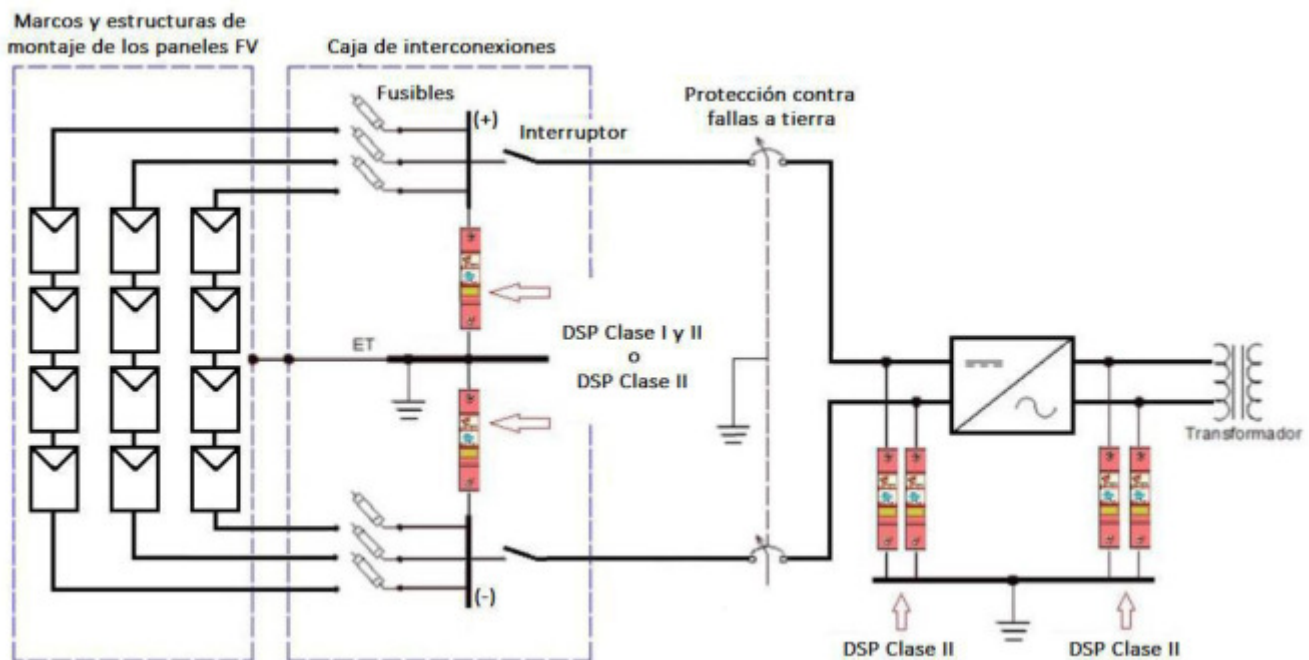 Marcos y estructuras de
montaje de los paneles FV
Caja de interconexiones
Fusibles
(+)
Interruptor
Protección contra
fallas a tierra
DSP Clase I y II
o
DSP Clase II
ET
Transformador
(-)
DSP Clase II
DSP Clase II